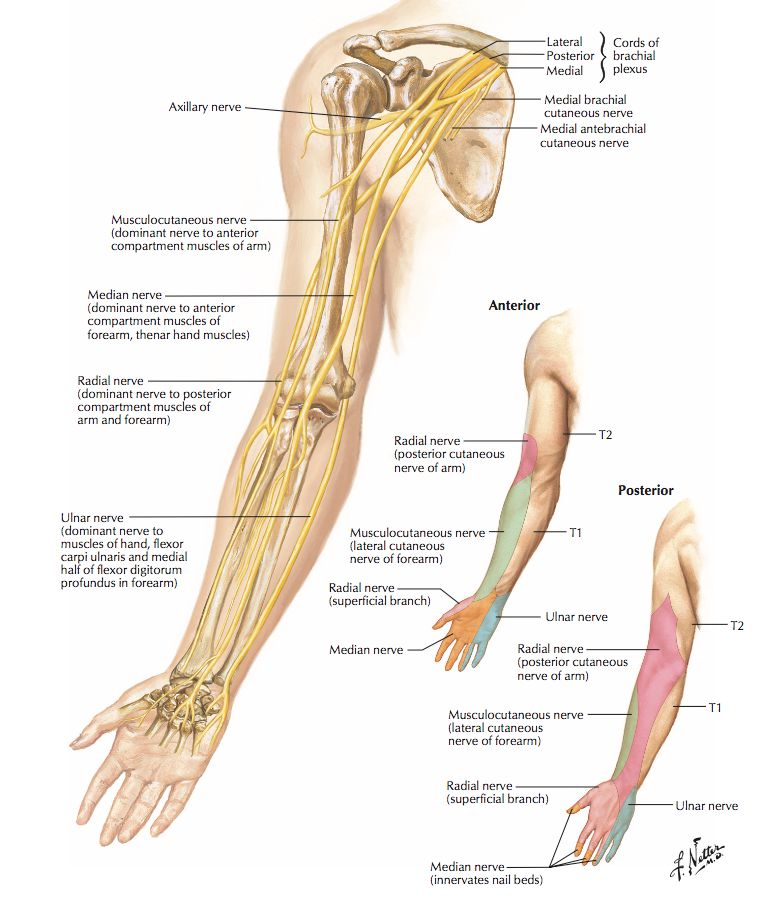 Lateral
Posterior
Medial
Cords of
brachial
plexus
Axillary nerve
Medial brachial
cutaneous nerve
Medial antebrachial
cutaneous nerve
Musculocutaneous nerve
(dominant nerve to anterior
compartment muscles of arm)
Median nerve
(dominant nerve to anterior
compartment muscles of
forearm, thenar hand muscles)
Radial nerve
(dominant nerve to posterior
compartment muscles of
arm and forearm)
Ulnar nerve
(dominant nerve to
muscles of hand, flexor
carpi ulnaris and medial
half of flexor digitorum
profundus in forearm)
Anterior
T2
Radial nerve
(posterior cutaneous
nerve of arm)
Musculocutaneous nerve
(lateral cutaneous
nerve of forearm)
T1
Radial nerve
(superficial branch)
Ulnar nerve
Median nerve
Posterior
T2
Radial nerve
(posterior cutaneous
nerve of arm)
T1
Musculocutaneous nerve
(lateral cutaneous
nerve of forearm)
Radial nerve
(superficial branch)
Ulnar nerve
Median nerve
(innervates nail beds)
F. Netter
M.D.